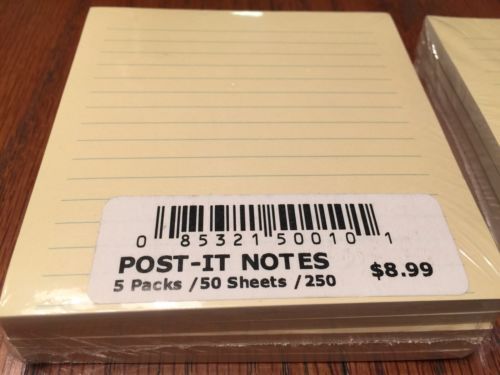 0 85321 50010 1
POST-IT NOTES
$8.99
5 Packs /50 Sheets /250